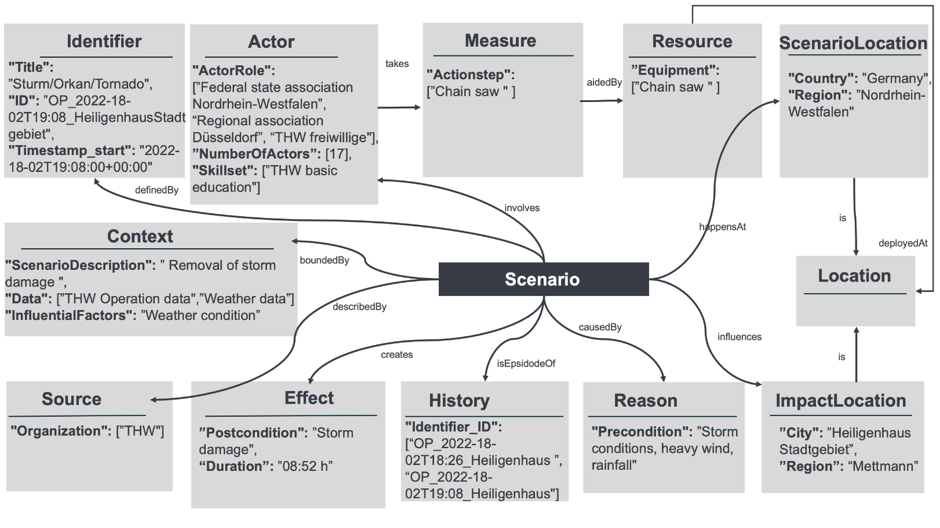 Identifier
"Title":
"Sturm/Orkan/Tornado",
"ID": "OP_2022-18-
02T19:08_HeiligenhausStadt
gebiet",
"Timestamp_start": "2022-
18-02T19:08:00+00:00"
Actor
"ActorRole":
["Federal state association
Nordrhein-Westfalen",
"Regional association
Düsseldorf", "THW freiwillige"],
"NumberOfActors”: [17],
"Skillset": ["THW basic
education"]
takes
Measure
"Actionstep":
["Chain saw " ]
aidedBy
Resource
”Equipment":
["Chain saw " ]
ScenarioLocation
"Country": "Germany",
"Region": "Nordrhein-
Westfalen"
definedBy
involves
happensAt
is
deployedAt
Context
"ScenarioDescription": " Removal of storm
damage ",
"Data": ["THW Operation data","Weather data"]
"InfluentialFactors": ”Weather condition”
boundedBy
Scenario
Location
describedBy
creates
isEpsidodeOf
causedBy
influences
is
Source
"Organization": ["THW"]
Effect
”Postcondition": "Storm
damage",
“Duration”: ”08:52 h”
History
"Identifier_ID":
[“OP_2022-18-
02T18:26_Heiligenhaus ",
“OP_2022-18-
02T19:08_Heiligenhaus"]
Reason
"Precondition": "Storm
conditions, heavy wind,
rainfall"
ImpactLocation
”City": "Heiligenhaus
Stadtgebiet”,
”Region”: “Mettmann”